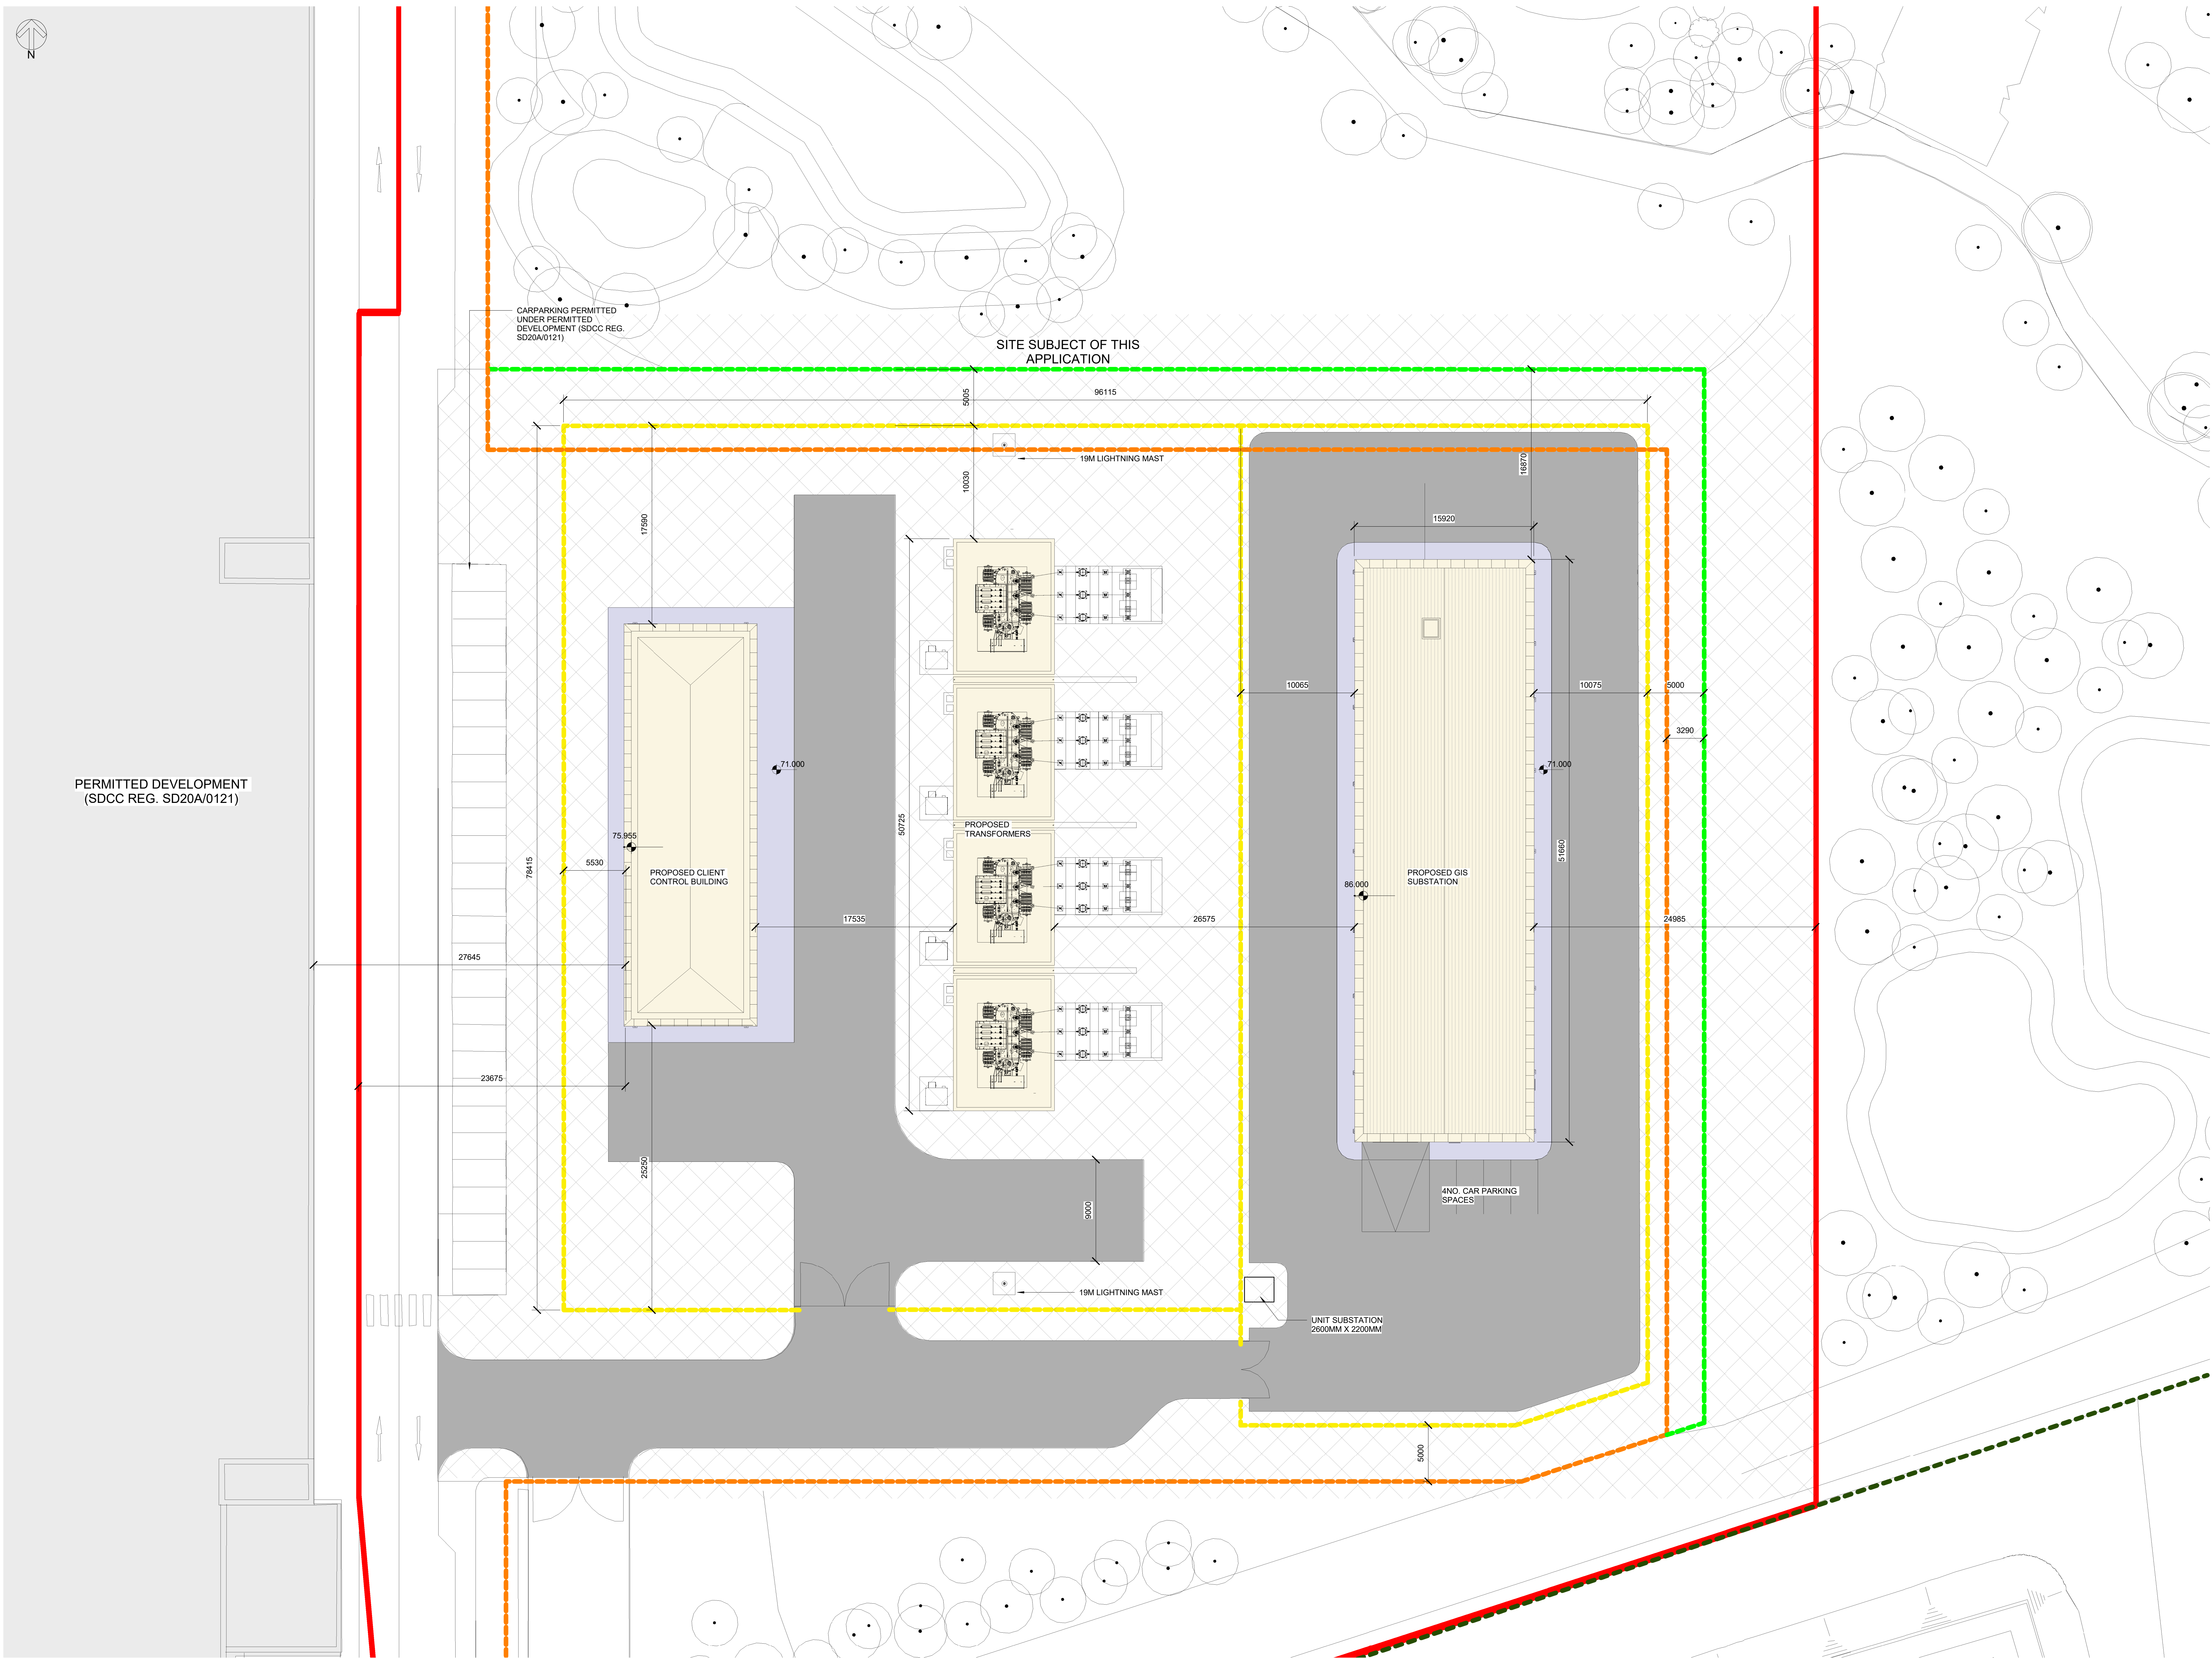 N
CARPARKING PERMITTED
UNDER PERMITTED
DEVELOPMENT (SDCC REG.
SD20A/0121)
SITE SUBJECT OF THIS
APPLICATION
96115
5005
19M LIGHTNING MAST
10030
16870
17590
15920
10065
10075
5000
3290
71.000
71.000
PERMITTED DEVELOPMENT
(SDCC REG. SD20A/0121)
50725
PROPOSED
TRANSFORMERS
75.955
78415
5530
PROPOSED CLIENT
CONTROL BUILDING
51660
PROPOSED GIS
SUBSTATION
86.000
17535
26575
24985
27645
23675
25250
9000
4NO. CAR PARKING
SPACES
19M LIGHTNING MAST
UNIT SUBSTATION
2600MM X 2200MM
5000